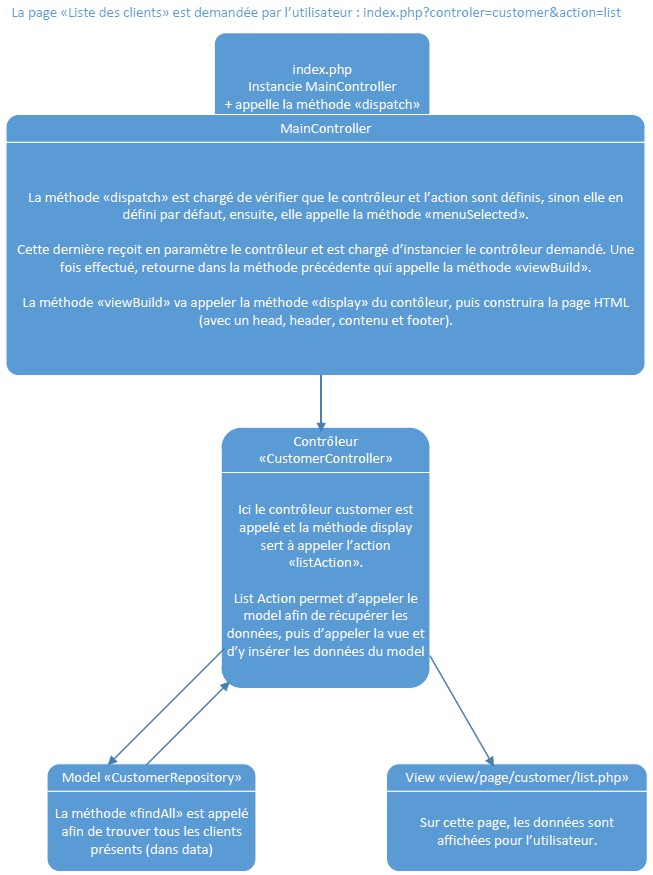 La page «Liste des clients» est demandée par l'utilisateur : index.php?controler=customer&action=list
index.php
Instancie MainController
+ appelle la méthode «dispatch»
MainController
La méthode «dispatch» est chargé de vérifier que le contrôleur et l'action sont définis, sinon elle en
défini par défaut, ensuite, elle appelle la méthode «menuSelected».
Cette dernière reçoit en paramètre le contrôleur et est chargé d'instancier le contrôleur demandé. Une
fois effectué, retourne dans la méthode précédente qui appelle la méthode «viewBuild».
La méthode «viewBuild» va appeler la méthode «display» du contôleur, puis construira la page HTML
(avec un head, header, contenu et footer).
Contrôleur
«CustomerController»
Ici le contrôleur customer est
appelé et la méthode display
sert à appeler l'action
«listAction».
List Action permet d'appeler le
model afin de récupérer les
données, puis d'appeler la vue et
d'y insérer les données du model
Model «CustomerRepository»
La méthode «findAll» est appelé
afin de trouver tous les clients
présents (dans data)
View «view/page/customer/list.php»
Sur cette page, les données sont
affichées pour l'utilisateur.